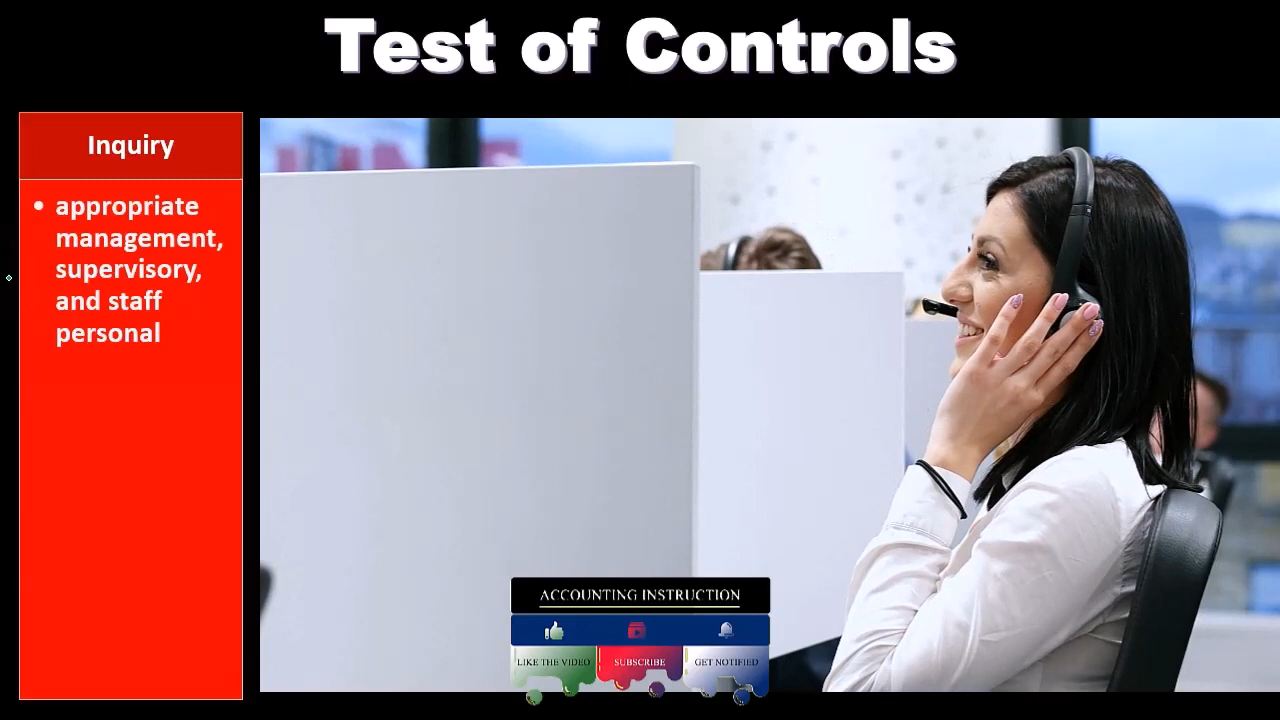 Test of Controls
Inquiry
• appropriate
management,
supervisory,
and staff
personal
ACCOUNTING INSTRUCTION
LIKE THE VIDEO
SUBSCRIBE
GET NOTIFIED